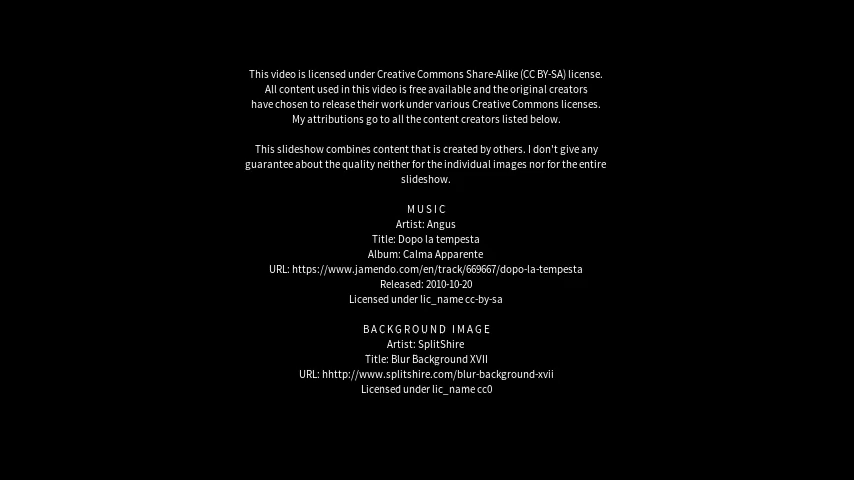 This video is licensed under Creative Commons Share-Alike (CC BY-SA) license.
All content used in this video is free available and the original creators
have chosen to release their work under various Creative Commons licenses.
My attributions go to all the content creators listed below.
This slideshow combines content that is created by others. I don't give any
guarantee about the quality neither for the individual images nor for the entire
slideshow.
MUSIC
Artist: Angus
Title: Dopo la tempesta
Album: Calma Apparente
URL: https://www.jamendo.com/en/track/669667/dopo-la-tempesta
Released: 2010-10-20
Licensed under lic_name cc-by-sa
BACKGROUND IMAGE
Artist: SplitShire
Title: Blur Background XVII
URL: hhttp://www.splitshire.com/blur-background-xvii
Licensed under lic_name cc0